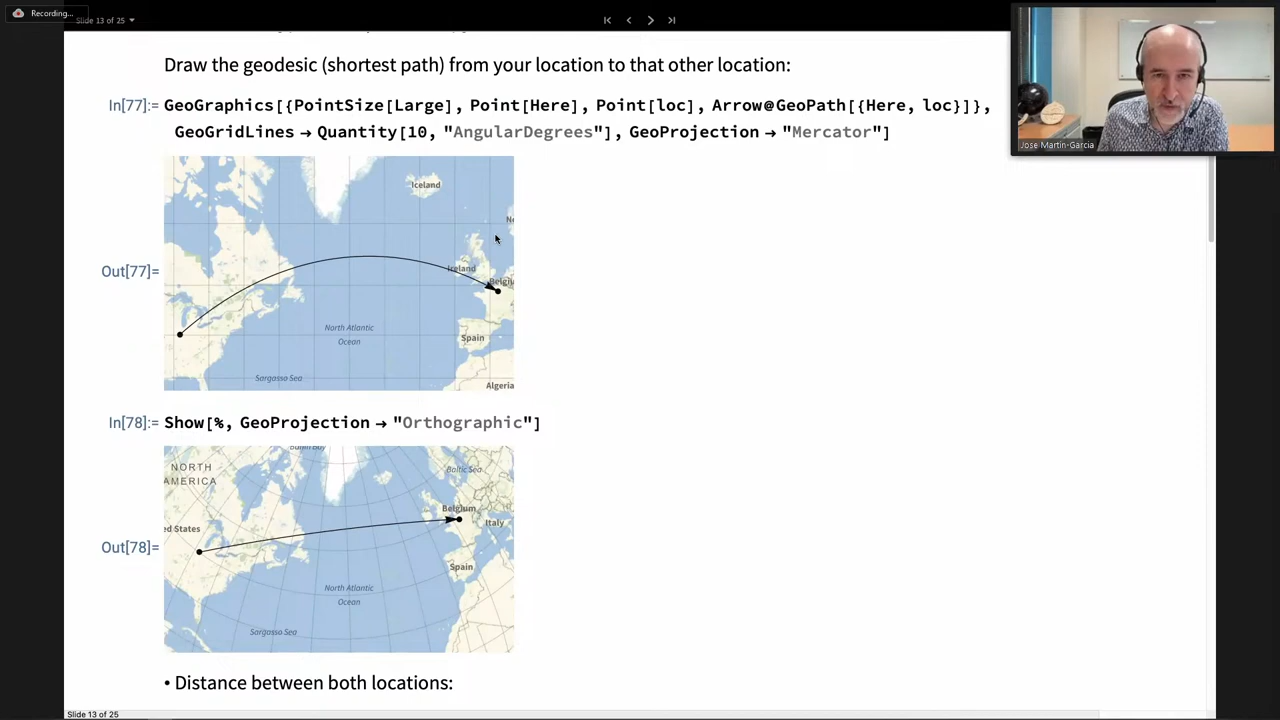 Recording...
Slide 13 of 25
Draw the geodesic (shortest path) from your location to that other location:
In[77]:= GeoGraphics[{PointSize[Large], Point[Here], Point[loc], Arrow@GeoPath[{Here, loc}]},
GeoGridLines → Quantity[10, "AngularDegrees"], GeoProjection → "Mercator"]
Jose Martin-Garcia
Iceland
Ireland
Out[77]=
North Atlantic
Ocean
Spain
Sargasso Sea
Algeria
In[78]:= Show[%, GeoProjection → "Orthographic"]
Baffin Bay
NORTH
AMERICA
Baltic Sea
Belgium
Italy
ed States
Out[78]=
Spain
North Atlantic
Ocean
Sargasso Sea
• Distance between both locations:
Slide 13 of 25